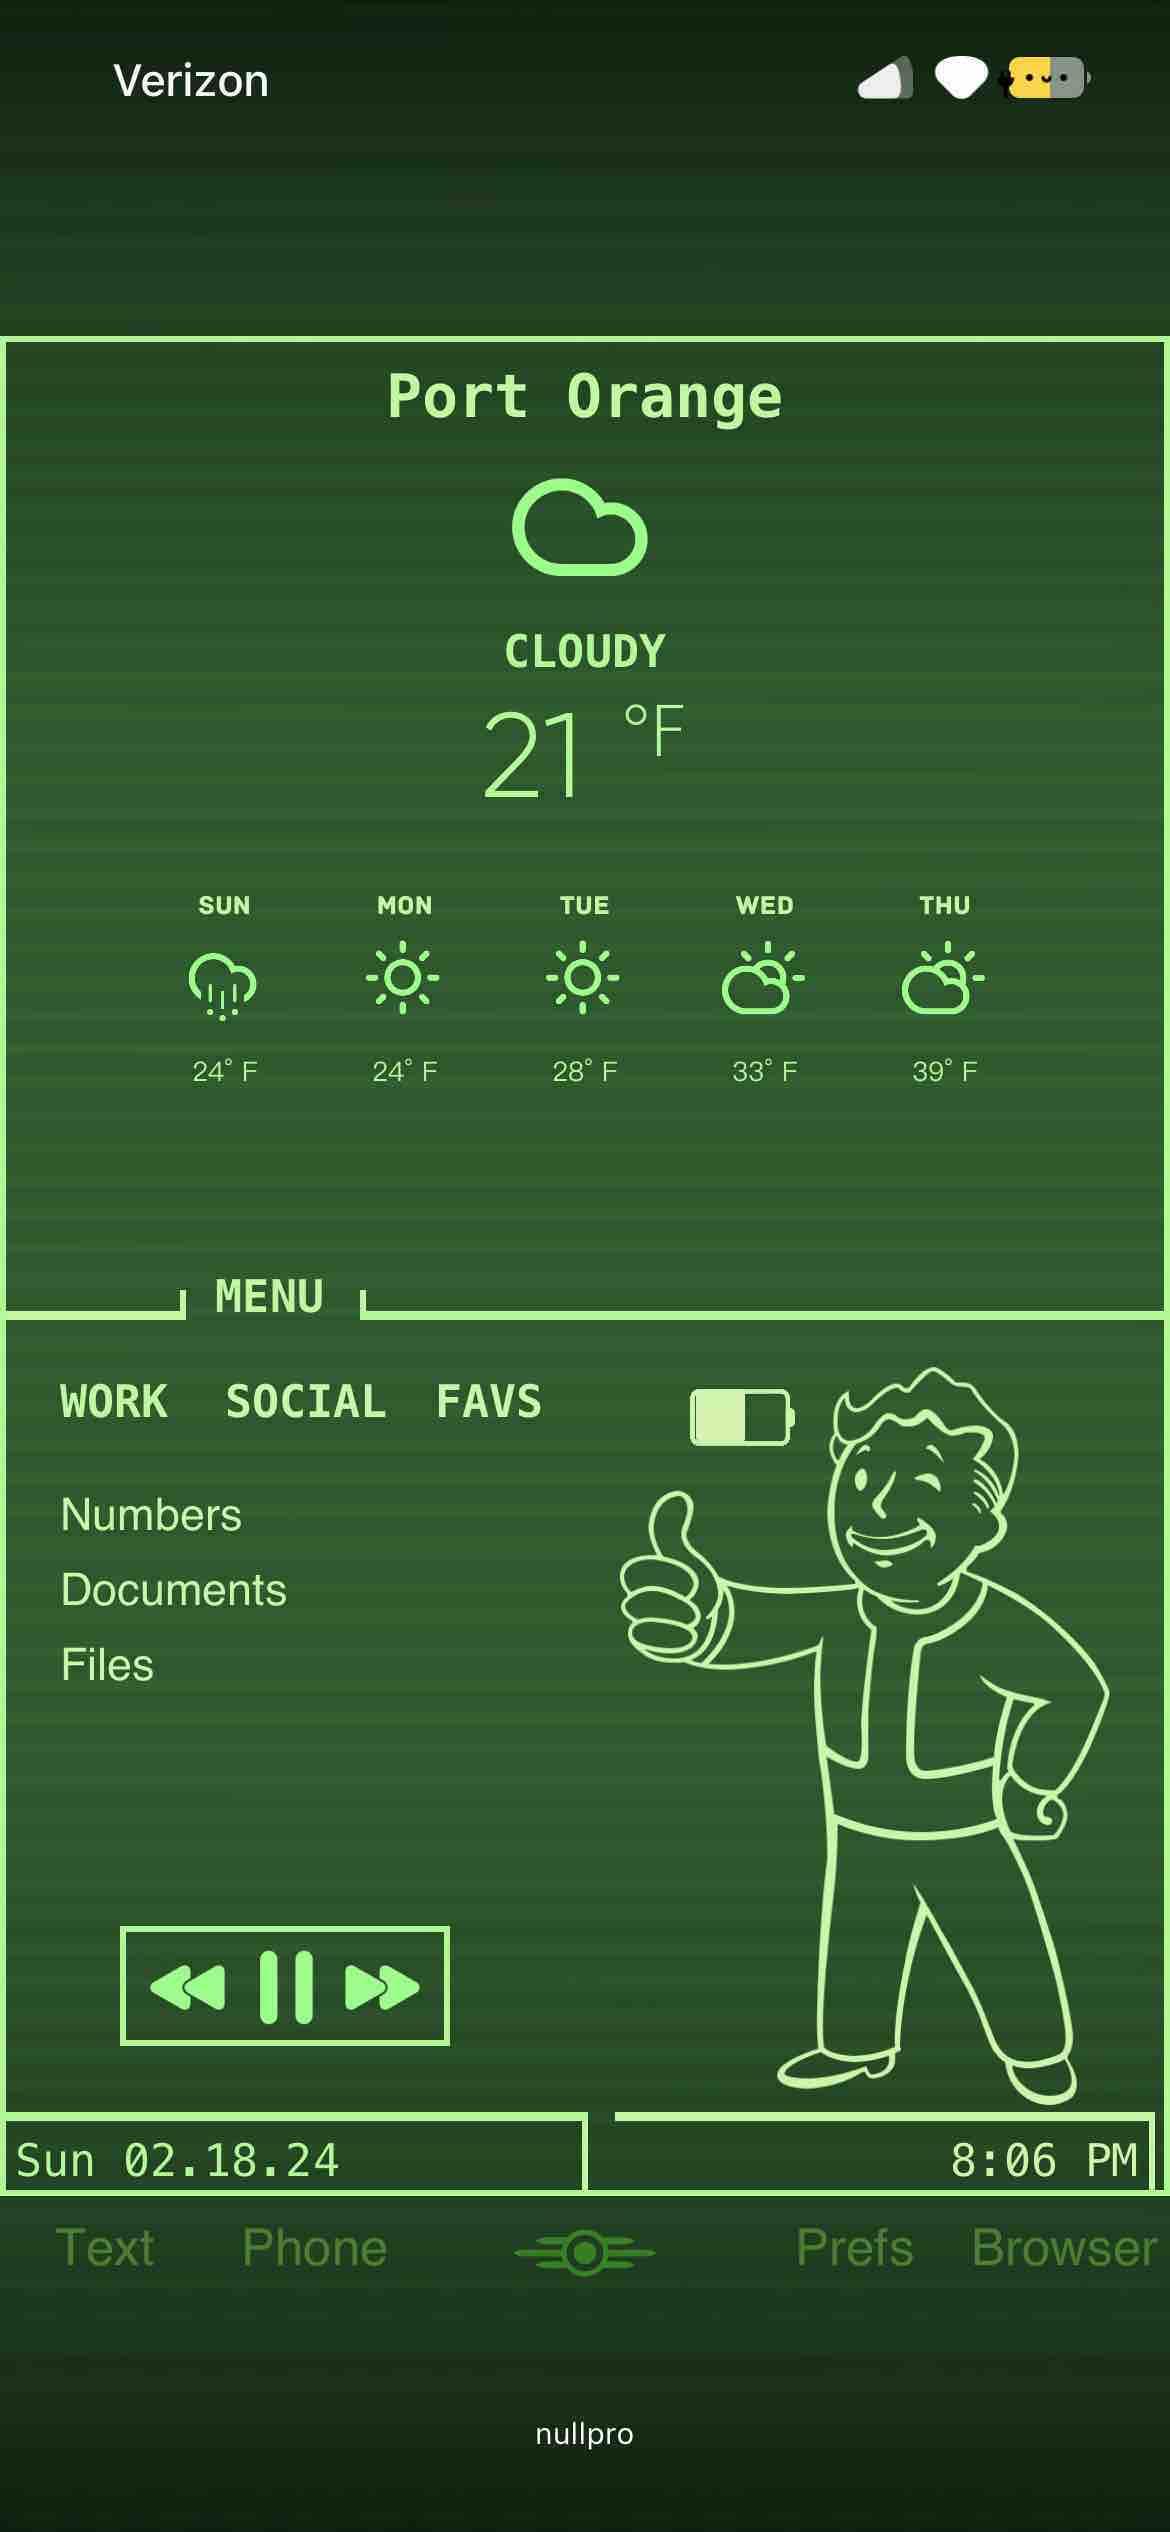 Verizon
Port Orange
CLOUDY
21 °F
SUN MON TUE WED THU
24° F 24° F 28° F 33° F 39° F
MENU
WORK SOCIAL FAVS
Numbers
Documents
Files
Sun 02.18.24 8:06 PM
Text Phone Prefs Browser
nullpro